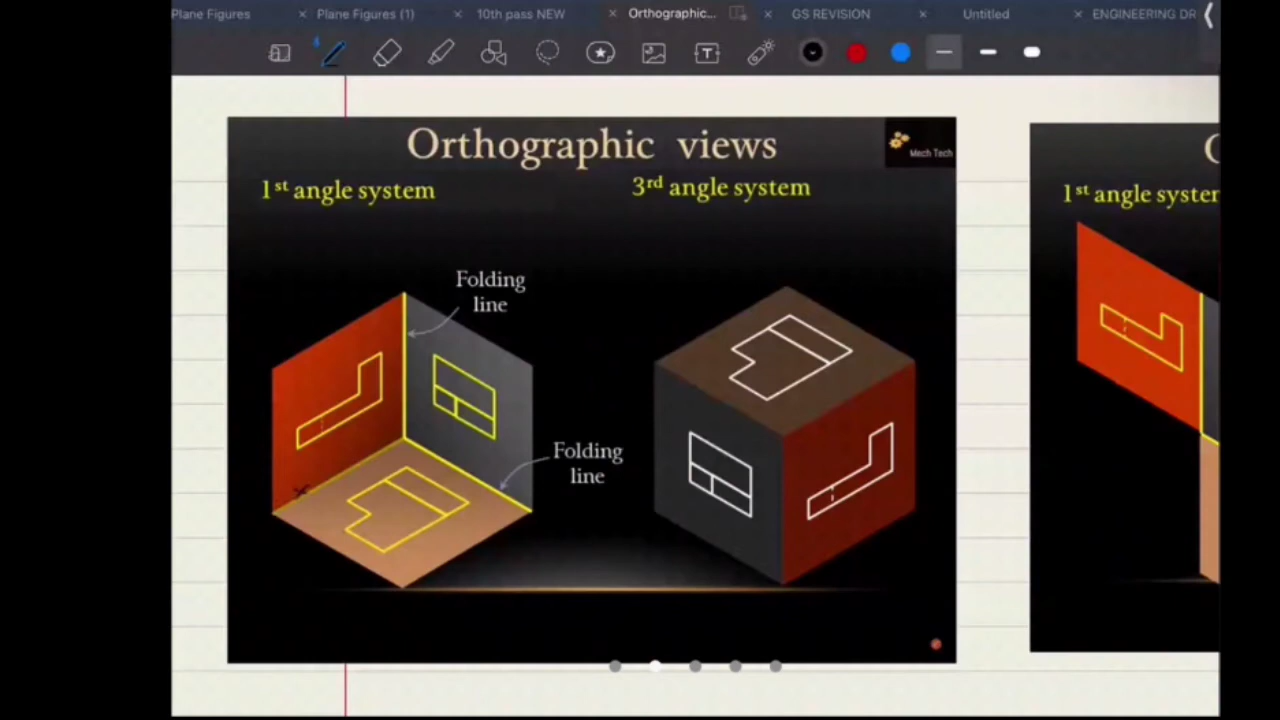 Plane Figures
Plane Figures (1)
10th pass NEW
Orthographic...
GS REVISION
Untitled
ENGINEERING DR
Orthographic views
Mech Tech
1st angle system
3rd angle system
Folding
line
Folding
line
1st angle system